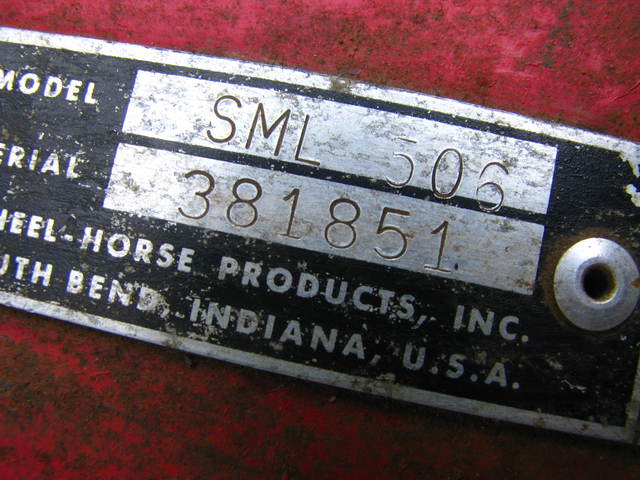 MODEL SML 506
ERIAL 381851
HEEL-HORSE PRODUCTS, INC.
UTH BEND, INDIANA, U.S.A.